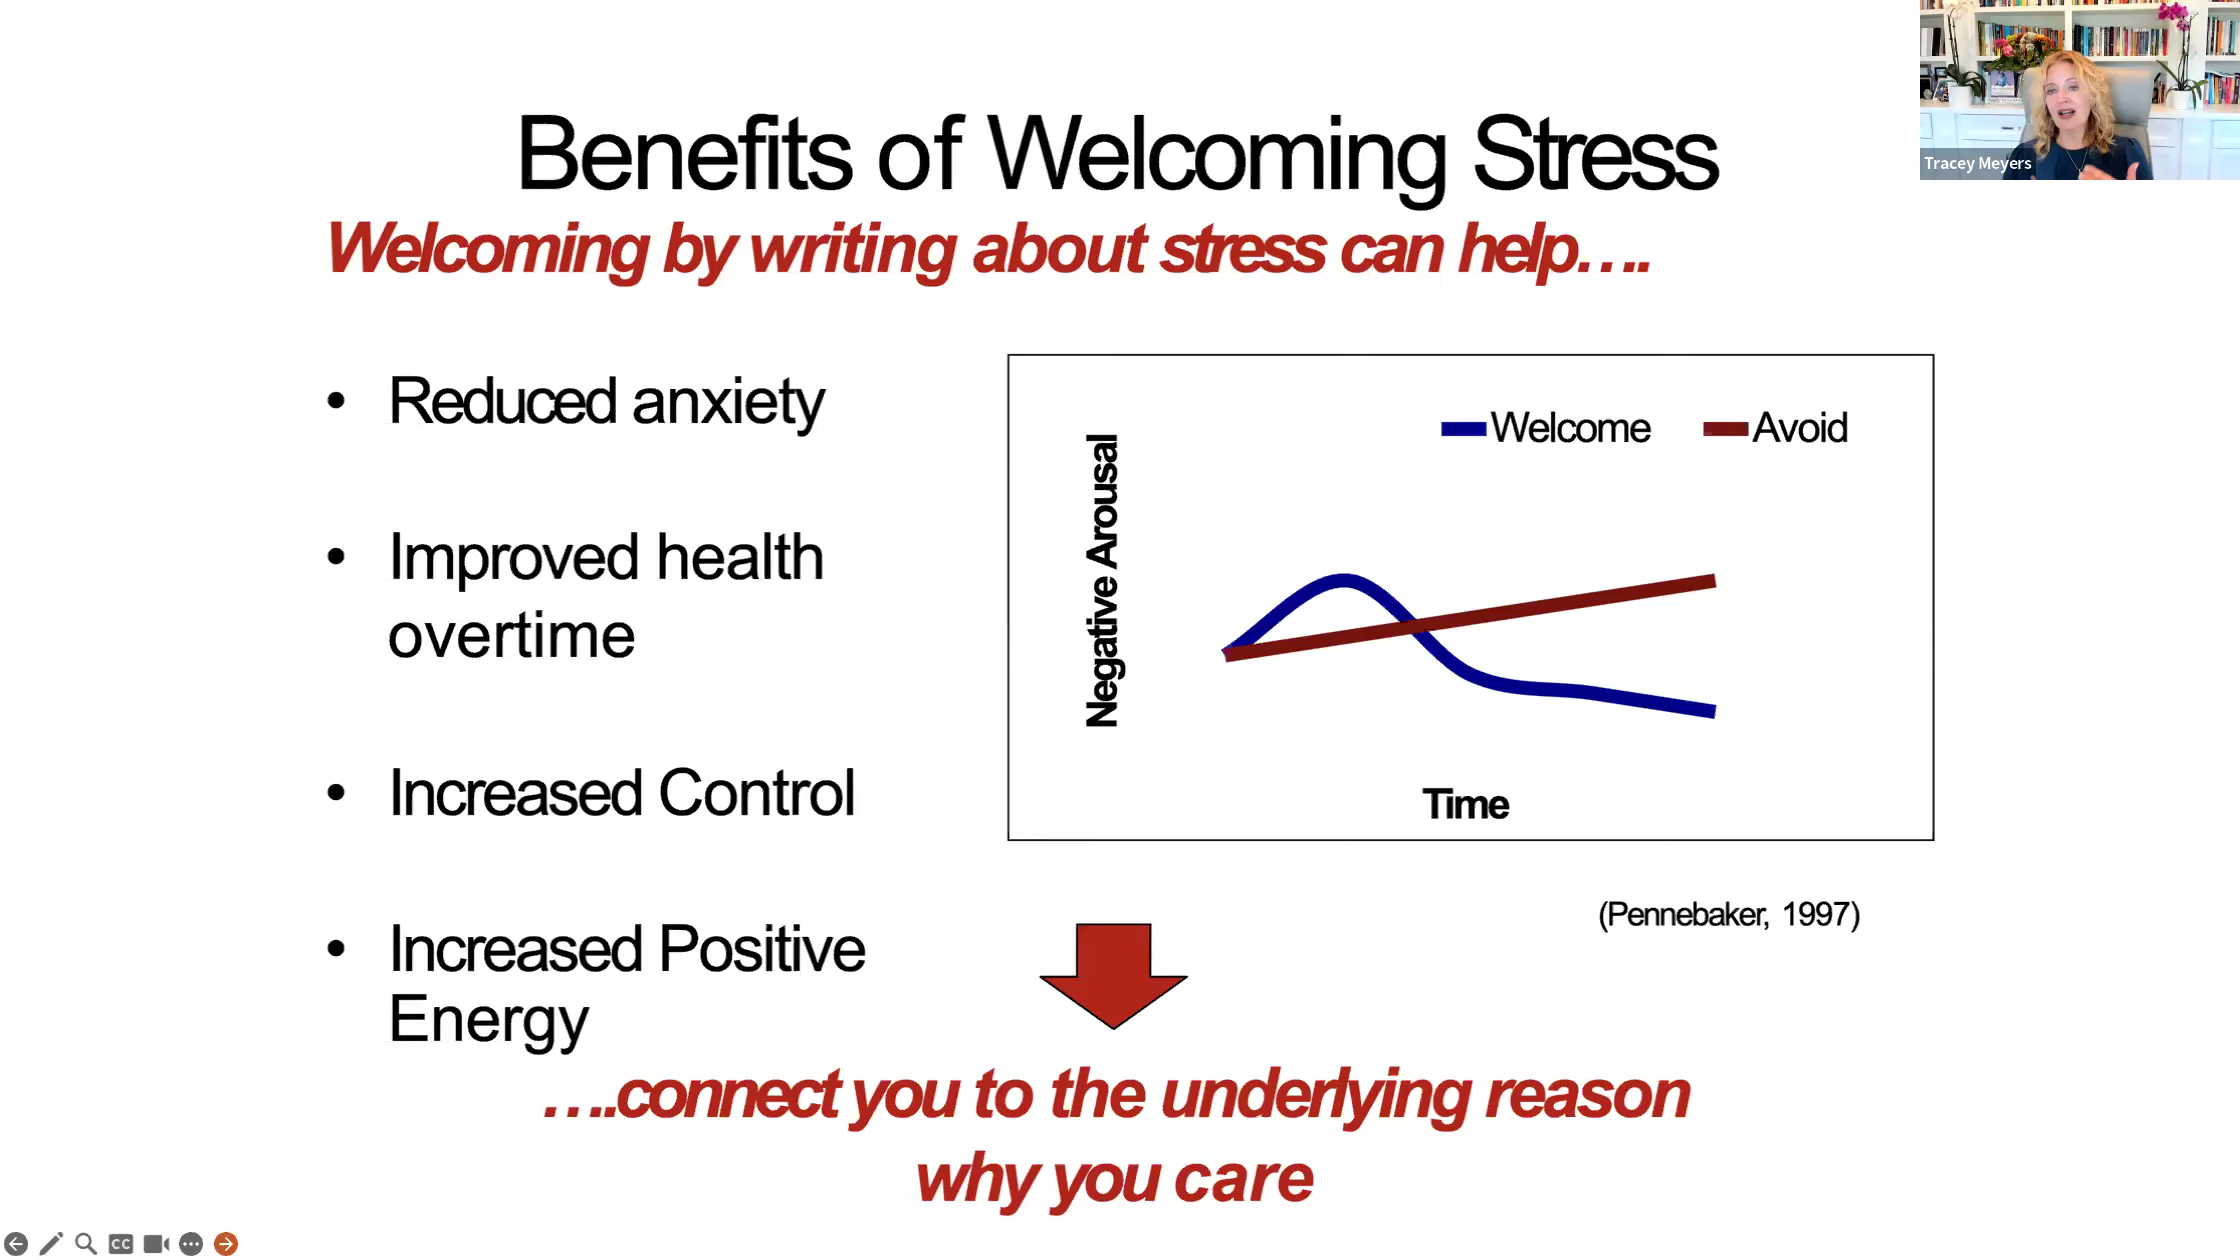 Benefits of Welcoming Stress
Tracey Meyers
Welcoming by writing about stress can help….
• Reduced anxiety
• Improved health
overtime
• Increased Control
• Increased Positive
Energy
Welcome
Avoid
Negative Arousal
Time
(Pennebaker, 1997)
….connect you to the underlying reason
why you care
CC